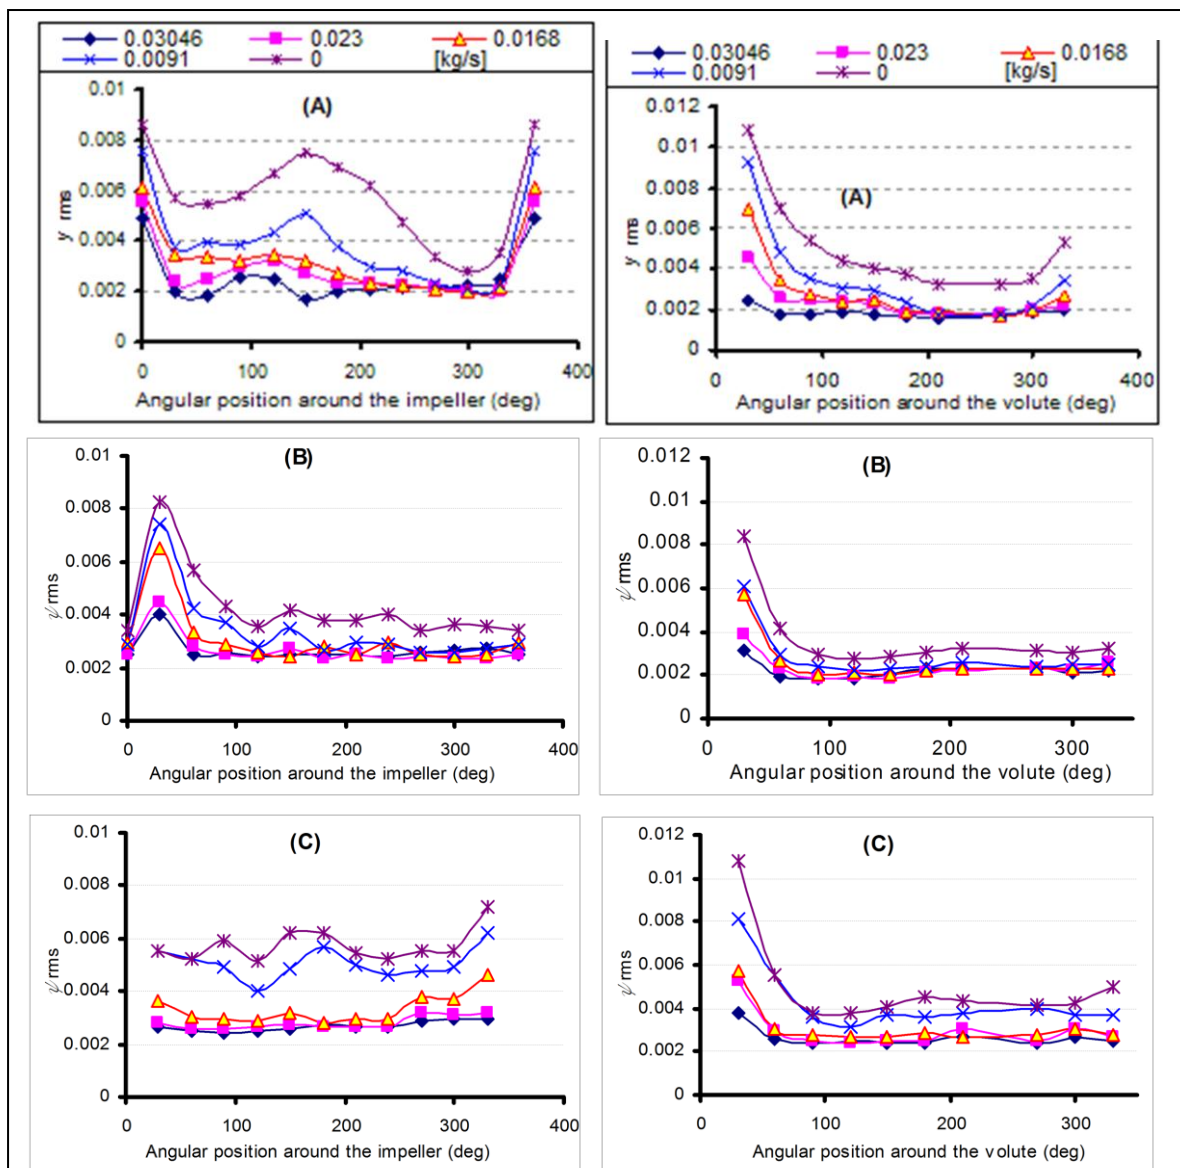 0.03046 0.023 0.0168
0.0091 0 [kg/s]
(A)
0.01
0.008
0.006
0.004
0.002
0
y rms
0 100 200 300 400
Angular position around the impeller (deg)
0.03046 0.023 0.0168
0.0091 0 [kg/s]
(A)
0.012
0.01
0.008
0.006
0.004
0.002
0
y rms
0 100 200 300 400
Angular position around the volute (deg)
(B)
0.01
0.008
0.006
0.004
0.002
0
ψ rms
0 100 200 300 400
Angular position around the impeller (deg)
(B)
0.012
0.01
0.008
0.006
0.004
0.002
0
ψ rms
0 100 200 300
Angular position around the volute (deg)
(C)
0.01
0.008
0.006
0.004
0.002
0
ψ rms
0 100 200 300 400
Angular position around the impeller (deg)
(C)
0.012
0.01
0.008
0.006
0.004
0.002
0
ψ rms
0 100 200 300
Angular position around the volute (deg)